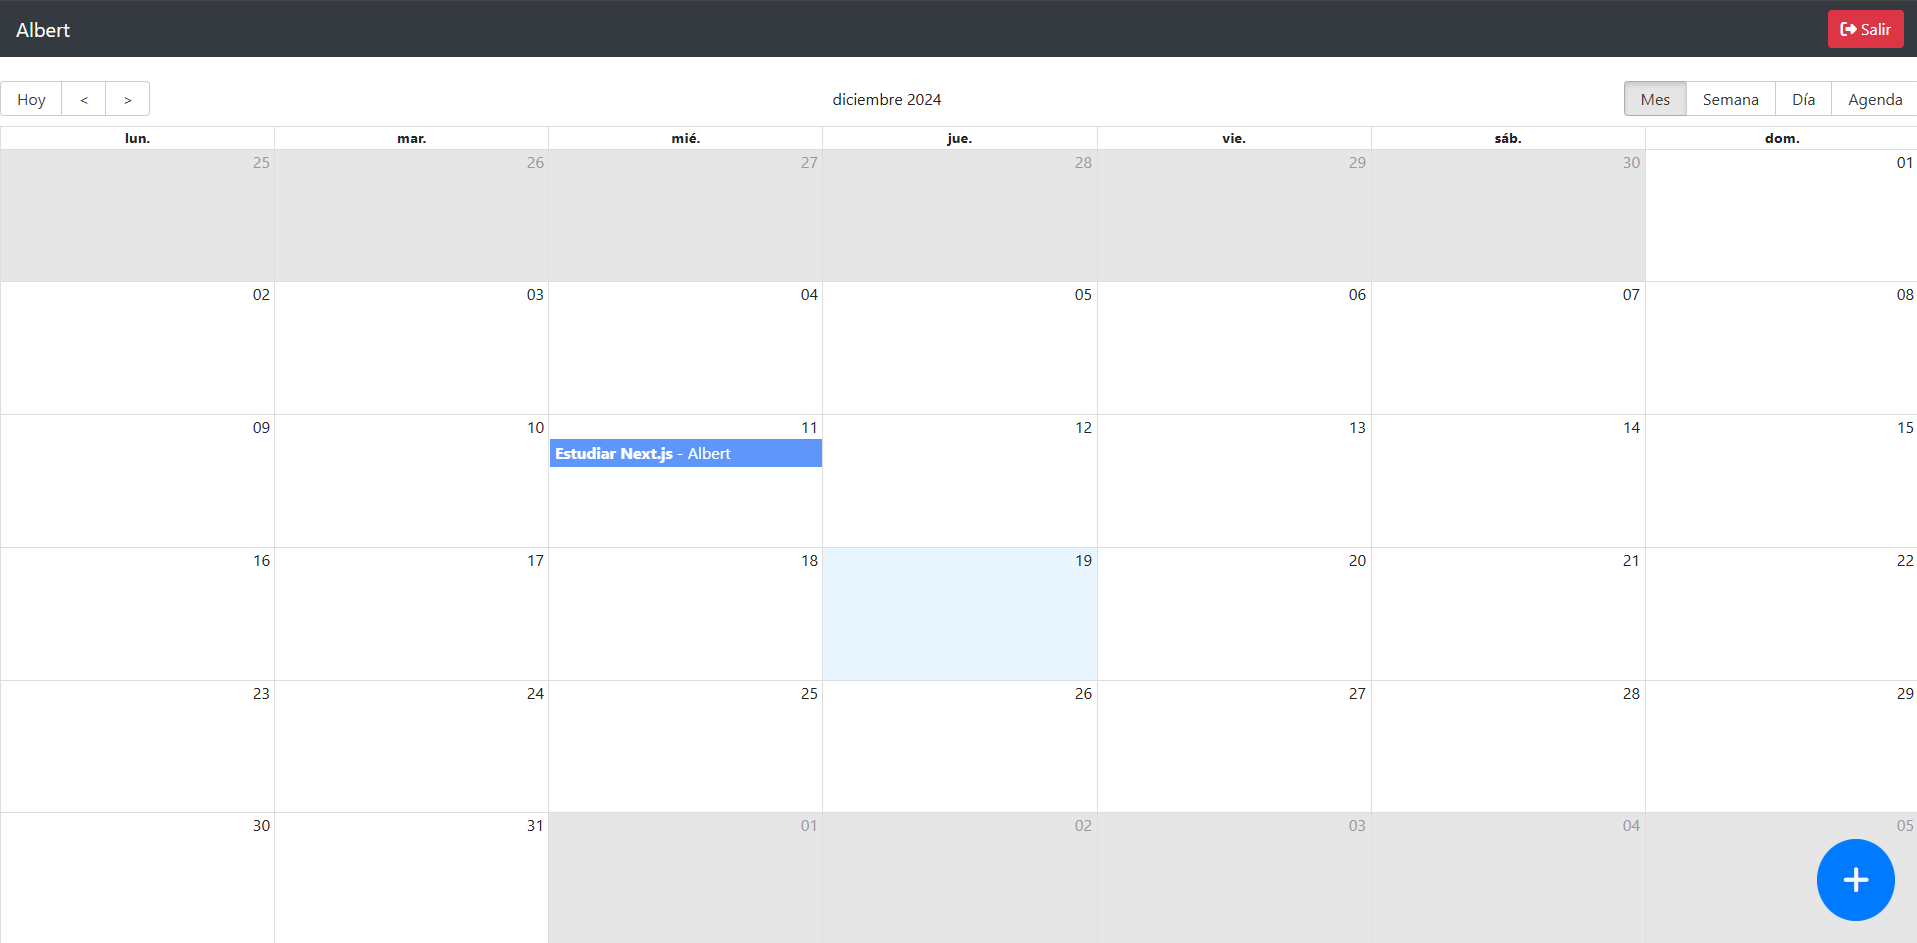 Albert Salir
Hoy < > diciembre 2024 Mes Semana Día Agenda
lun. mar. mié. jue. vie. sáb. dom.
25 26 27 28 29 30 01
02 03 04 05 06 07 08
09 10 11 12 13 14 15
Estudiar Next.js - Albert
16 17 18 19 20 21 22
23 24 25 26 27 28 29
30 31 01 02 03 04 05
+